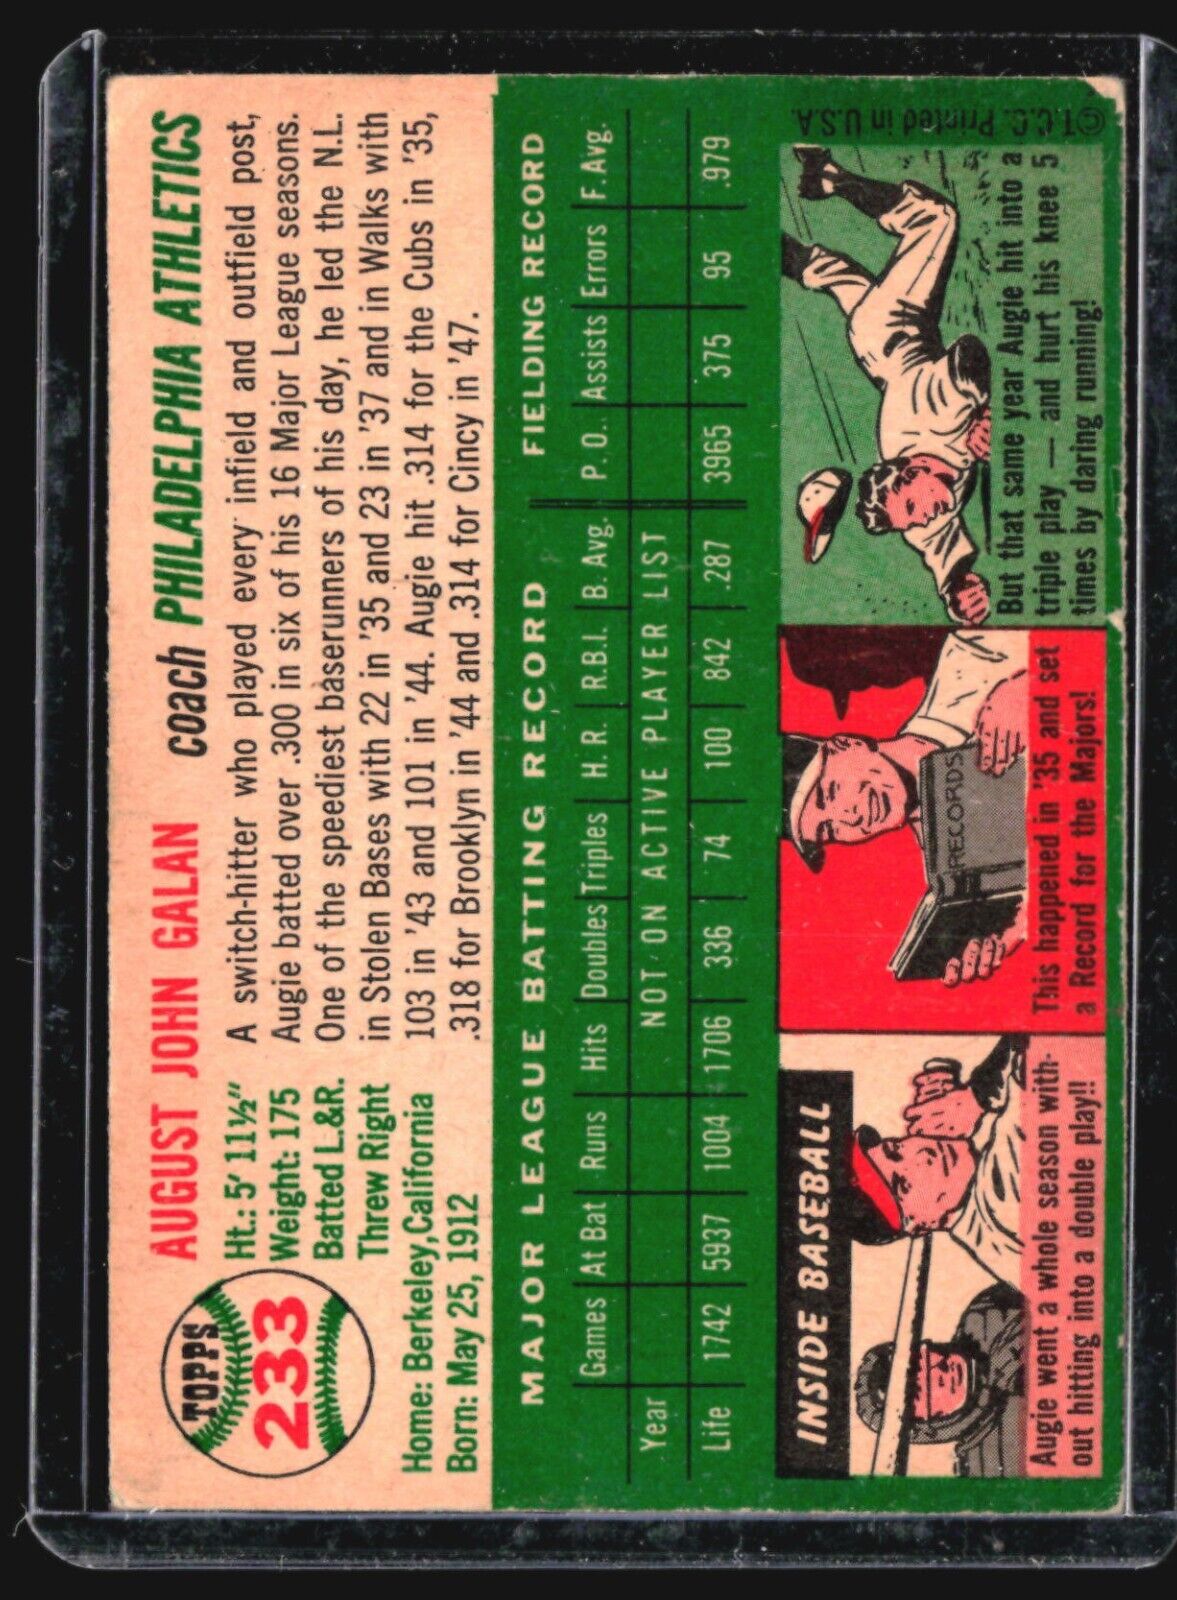 TOPPS
233
AUGUST JOHN GALAN coach PHILADELPHIA ATHLETICS
Ht.: 5' 11½"
Weight: 175
Batted L.&R.
Threw Right
Home: Berkeley, California
Born: May 25, 1912
A switch-hitter who played every infield and outfield post,
Augie batted over .300 in six of his 16 Major League seasons.
One of the speediest baserunners of his day, he led the N.L.
in Stolen Bases with 22 in '35 and 23 in '37 and in Walks with
103 in '43 and 101 in '44. Augie hit .314 for the Cubs in '35,
.318 for Brooklyn in '44 and .314 for Cincy in '47.
MAJOR LEAGUE BATTING RECORD FIELDING RECORD
Games At Bat Runs Hits Doubles Triples H. R. R.B.I. B. Avg. P. O. Assists Errors F. Avg.
Year NOT ON ACTIVE PLAYER LIST
Life 1742 5937 1004 1706 336 74 100 842 .287 3965 375 95 .979
INSIDE BASEBALL
Augie went a whole season with-
out hitting into a double play!!
RECORDS
This happened in '35 and set
a Record for the Majors!
But that same year Augie hit into a
triple play — and hurt his knee 5
times by daring running!
©T.C.G. Printed in U.S.A.